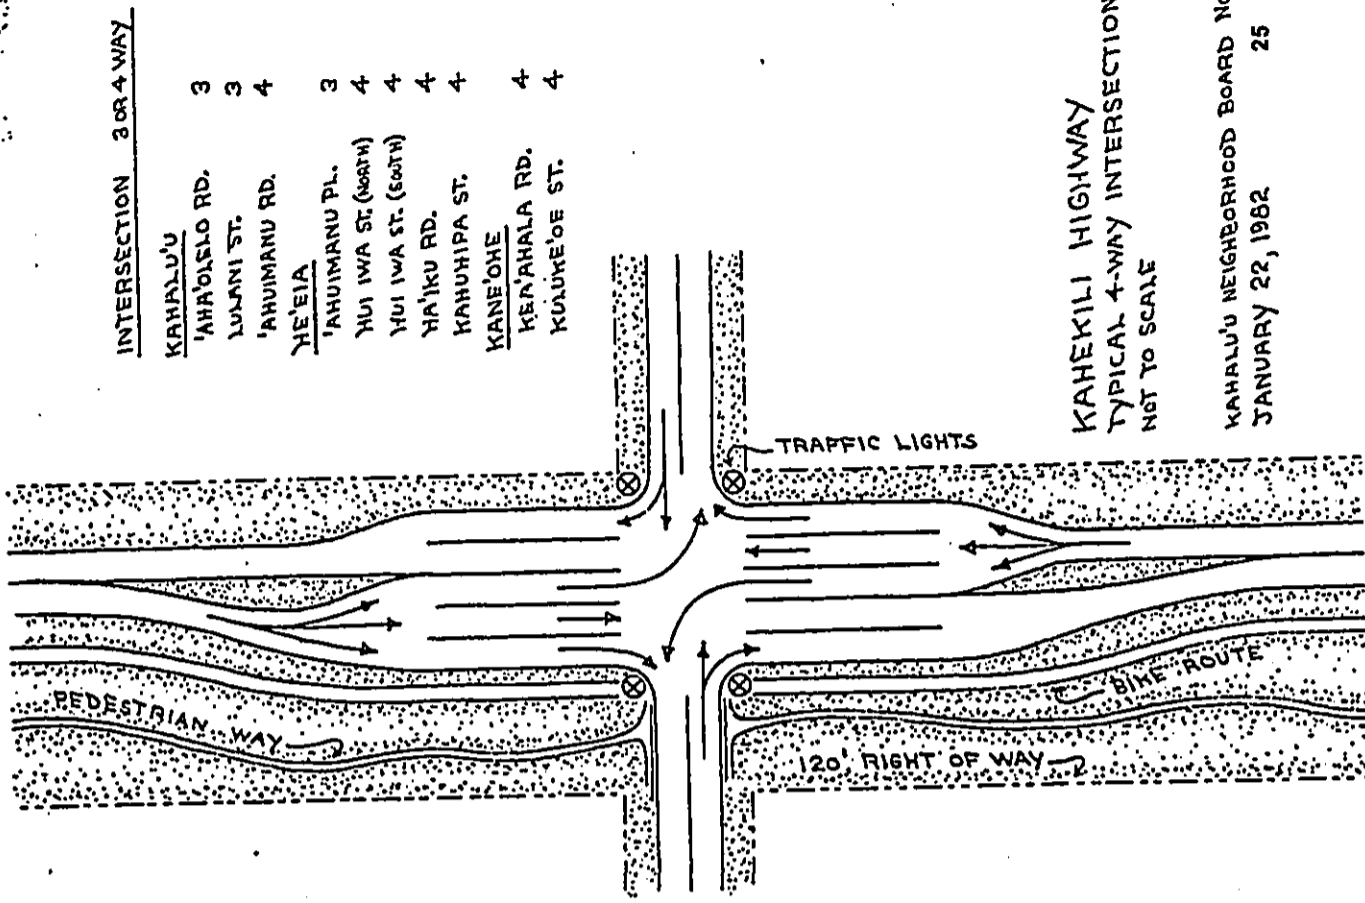 INTERSECTION 3 OR 4 WAY
KAHALU'U
'AHA'OLELO RD. 3
LULANI ST. 3
'AHUIMANU RD. 4
HE'EIA
'AHUIMANU PL. 3
HUI IWA ST. (NORTH) 4
HUI IWA ST. (SOUTH) 4
HA'IKU RD. 4
KAHUHIPA ST. 4
KANE'OHE
KEA'AHALA RD. 4
KULUKE'OE ST. 4
TRAFFIC LIGHTS
PEDESTRIAN WAY
BIKE ROUTE
120' RIGHT OF WAY
KAHEKILI HIGHWAY
TYPICAL 4-WAY INTERSECTION
NOT TO SCALE
KAHALU'U NEIGHBORHOOD BOARD
JANUARY 22, 1982 25